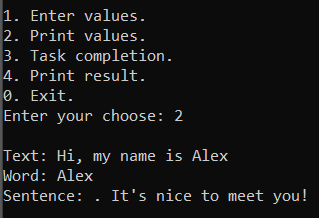 1. Enter values.
2. Print values.
3. Task completion.
4. Print result.
0. Exit.
Enter your choose: 2
Text: Hi, my name is Alex
Word: Alex
Sentence: . It's nice to meet you!